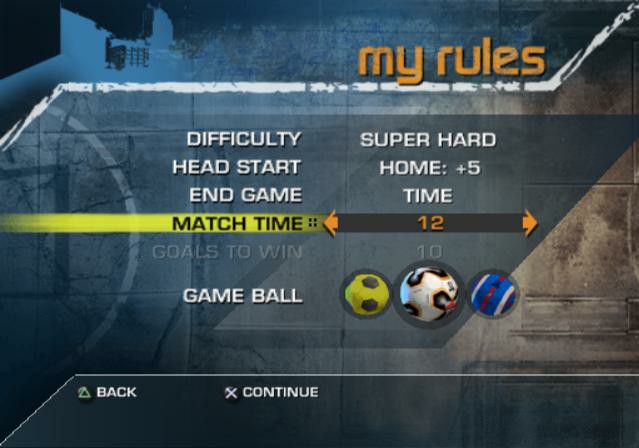 my rules
DIFFICULTY SUPER HARD
HEAD START HOME: +5
END GAME TIME
MATCH TIME 12
GOALS TO WIN 10
GAME BALL
BACK CONTINUE